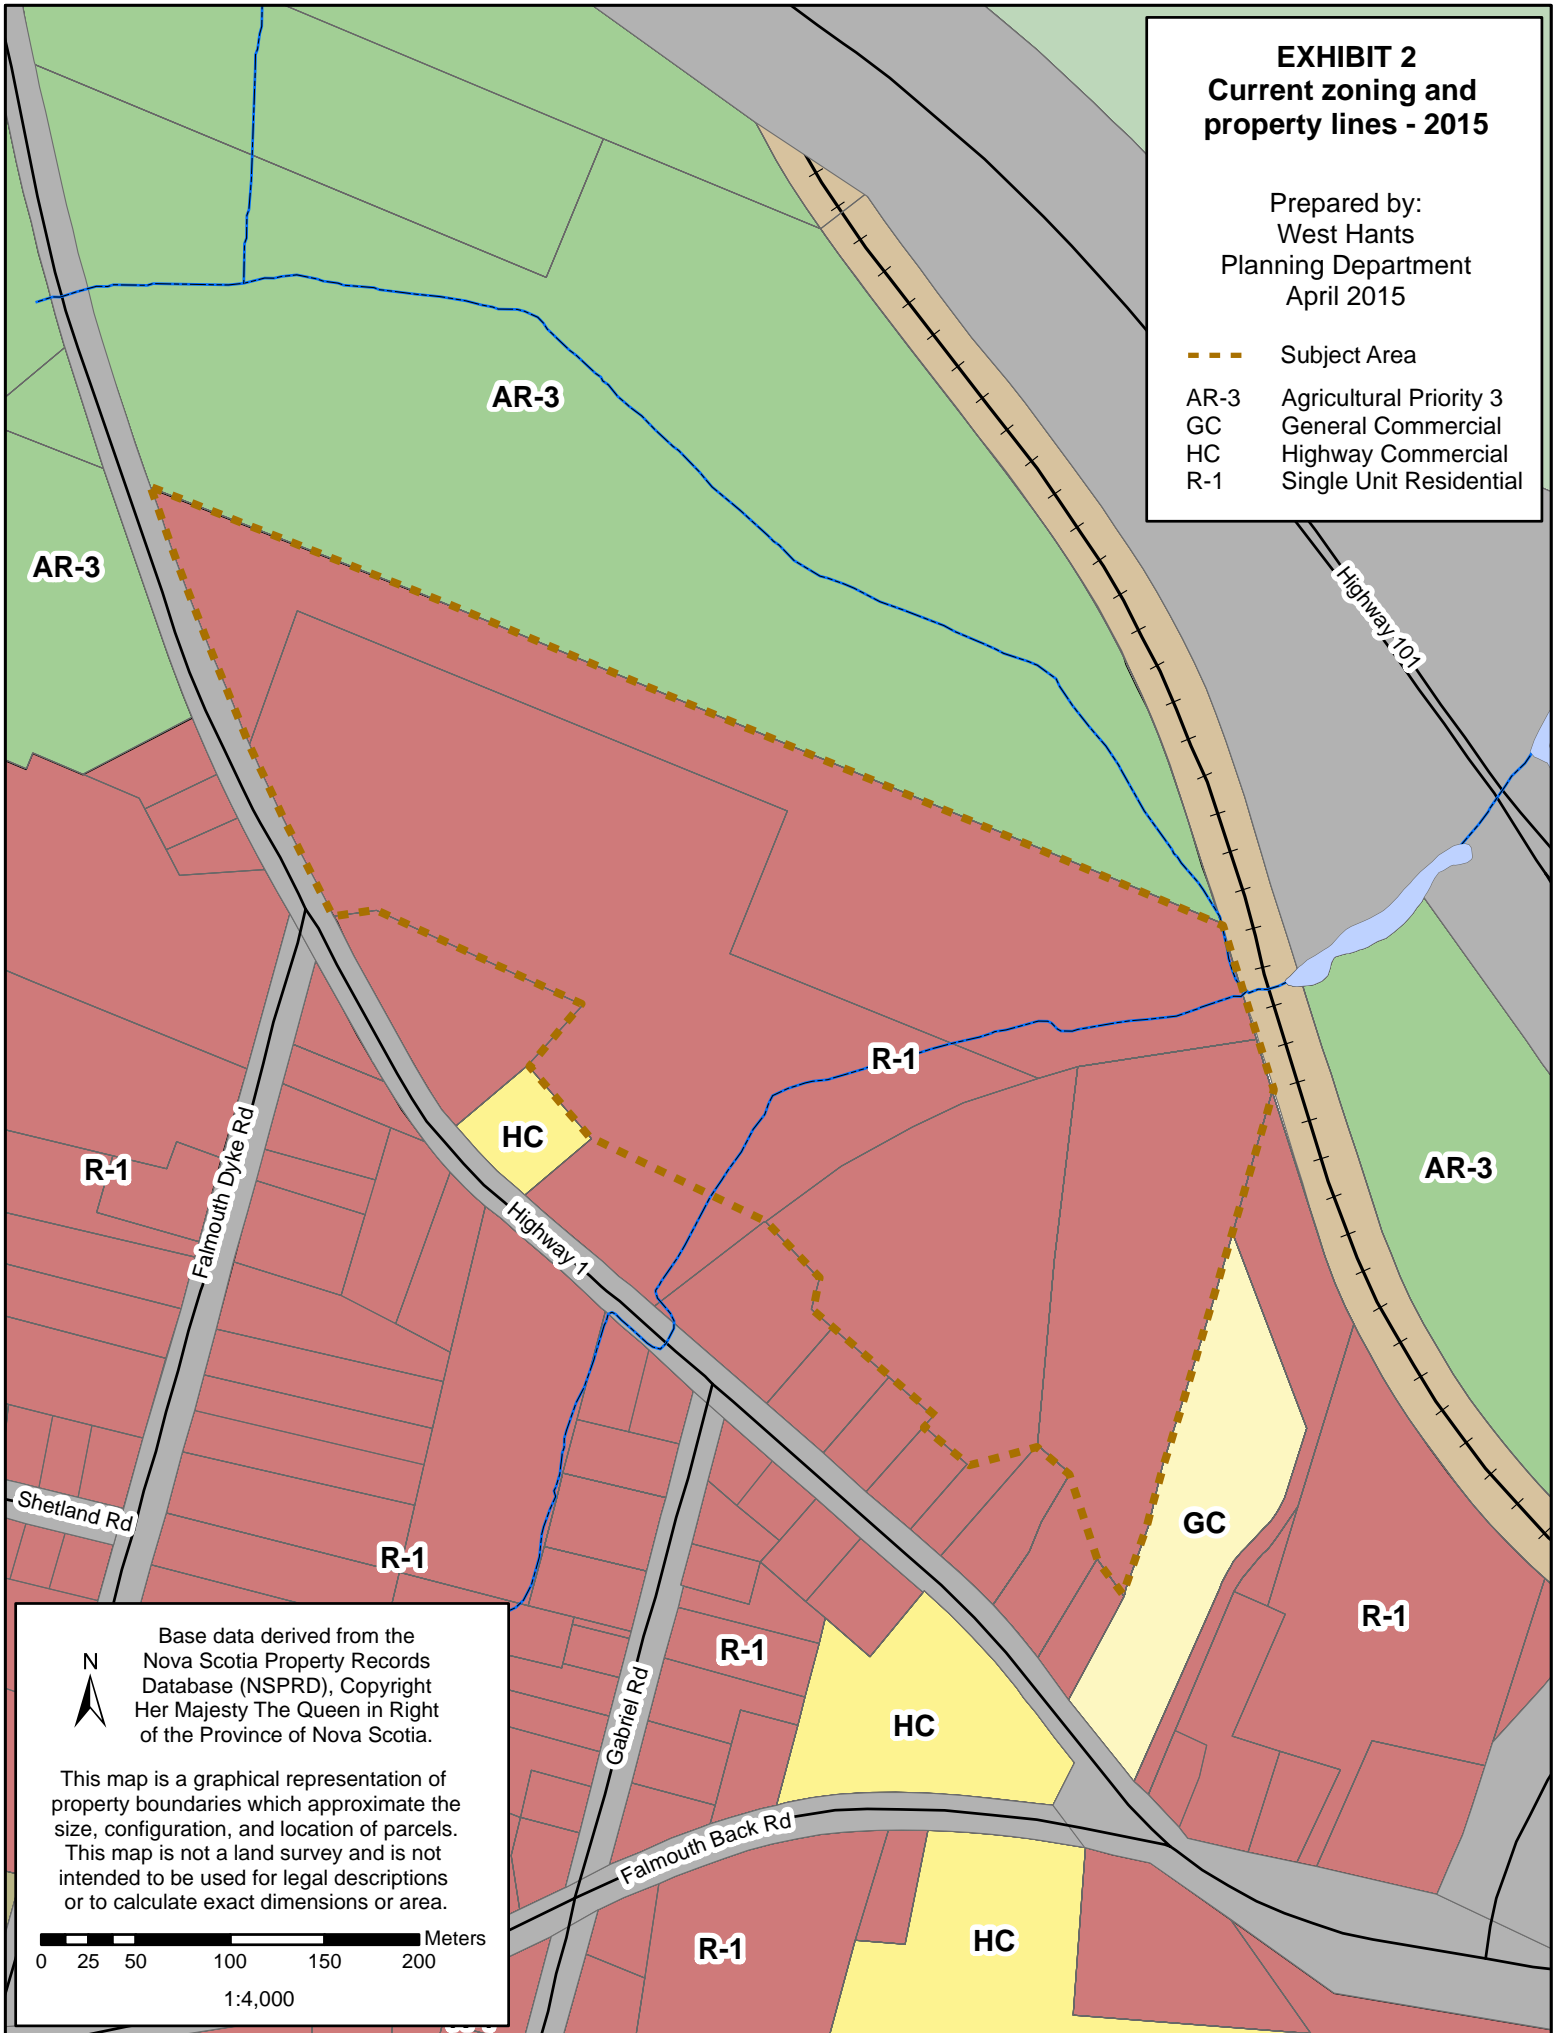 EXHIBIT 2
Current zoning and
property lines - 2015
Prepared by:
West Hants
Planning Department
April 2015
Subject Area
AR-3 Agricultural Priority 3
GC General Commercial
HC Highway Commercial
R-1 Single Unit Residential
AR-3
AR-3
Highway 101
R-1
HC
R-1
AR-3
Falmouth Dyke Rd
Highway 1
Shetland Rd
GC
R-1
R-1
R-1
HC
Gabriel Rd
Falmouth Back Rd
R-1
HC
N
Base data derived from the
Nova Scotia Property Records
Database (NSPRD), Copyright
Her Majesty The Queen in Right
of the Province of Nova Scotia.
This map is a graphical representation of
property boundaries which approximate the
size, configuration, and location of parcels.
This map is not a land survey and is not
intended to be used for legal descriptions
or to calculate exact dimensions or area.
Meters
0 25 50 100 150 200
1:4,000